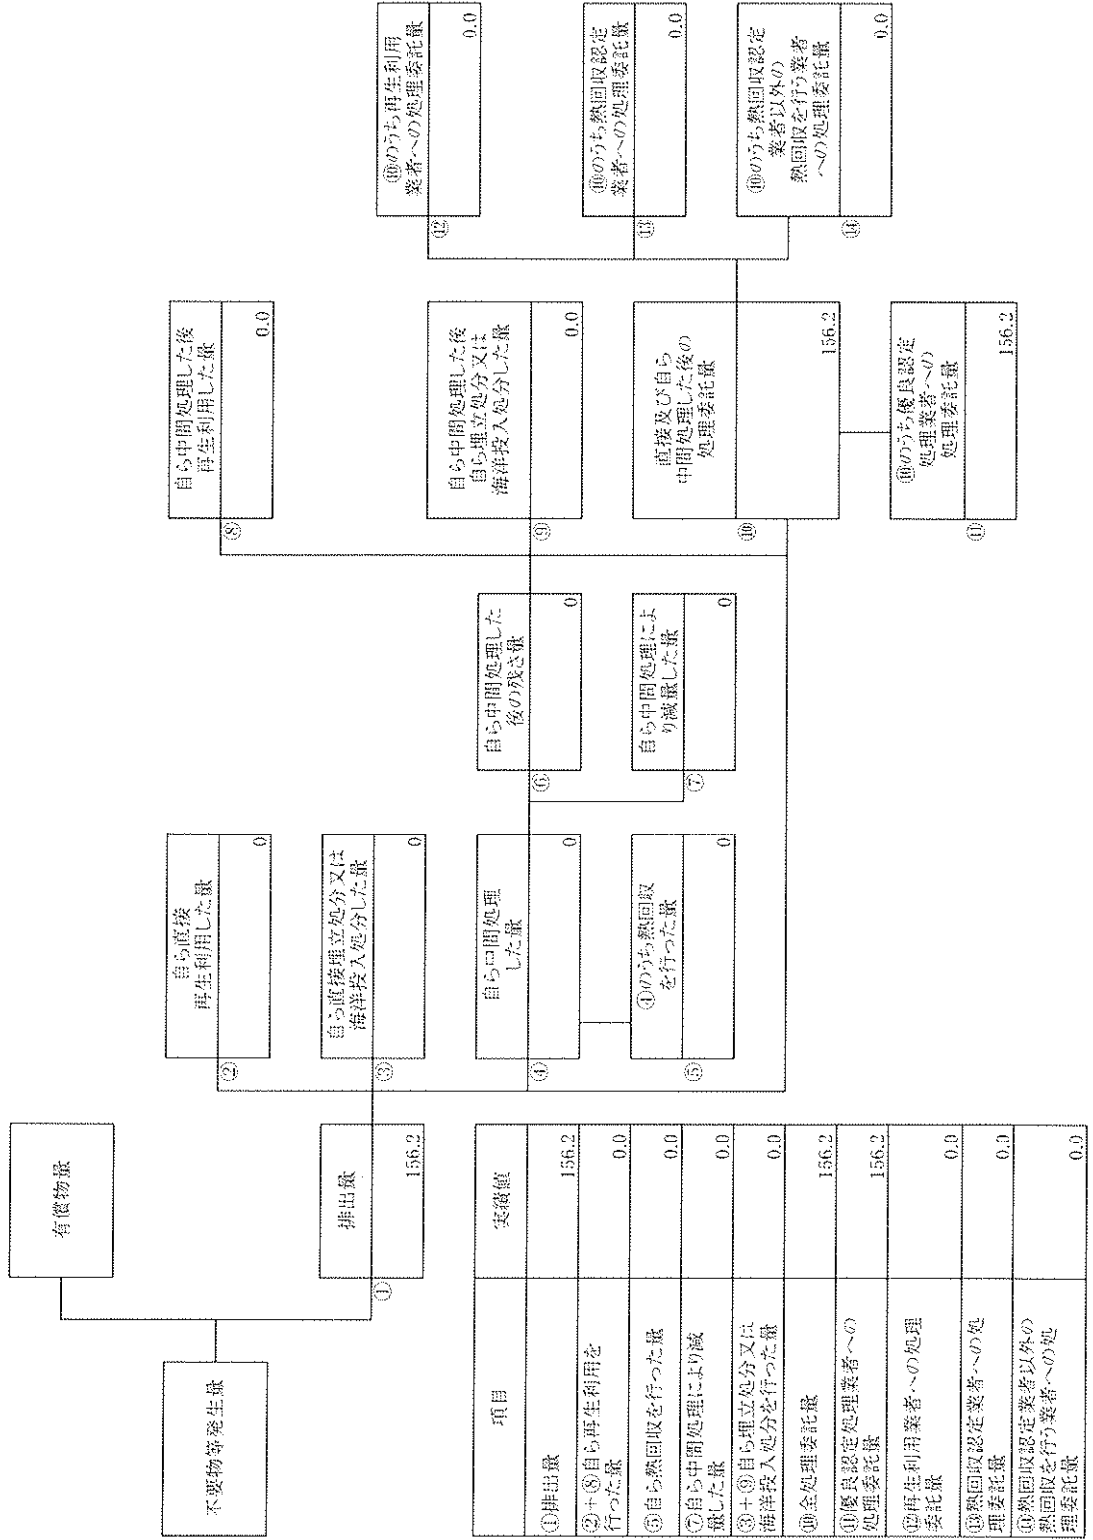 不要物等発生量
有償物量
①
排出量
156.2
②
自ら直接
再生利用した量
0
③
自ら直接埋立処分又は
海洋投入処分した量
0
④
自ら中間処理
した量
0
⑤
④のうち熱回収
を行った量
0
⑥
自ら中間処理した
後の残さ量
0
⑦
自ら中間処理によ
り減量した量
0
⑧
自ら中間処理した後
再生利用した量
0.0
⑨
自ら中間処理した後
自ら埋立処分又は
海洋投入処分した量
0.0
⑩
直接及び自ら
中間処理した後の
処理委託量
156.2
⑪
⑩のうち優良認定
処理業者への
処理委託量
156.2
⑫
⑩のうち再生利用
業者への処理委託量
0.0
⑬
⑩のうち熱回収認定
業者への処理委託量
0.0
⑭
⑩のうち熱回収認定
業者以外の
熱回収を行う業者
への処理委託量
0.0
項目 実績値
①排出量 156.2
②+⑧自ら再生利用を
行った量 0.0
⑤自ら熱回収を行った量 0.0
⑦自ら中間処理により減
量した量 0.0
③+⑨自ら埋立処分又は
海洋投入処分を行った量 0.0
⑩全処理委託量 156.2
⑪優良認定処理業者への
処理委託量 156.2
⑫再生利用業者への処理
委託量 0.0
⑬熱回収認定業者への処
理委託量 0.0
⑭熱回収認定業者以外の
熱回収を行う業者への処
理委託量 0.0